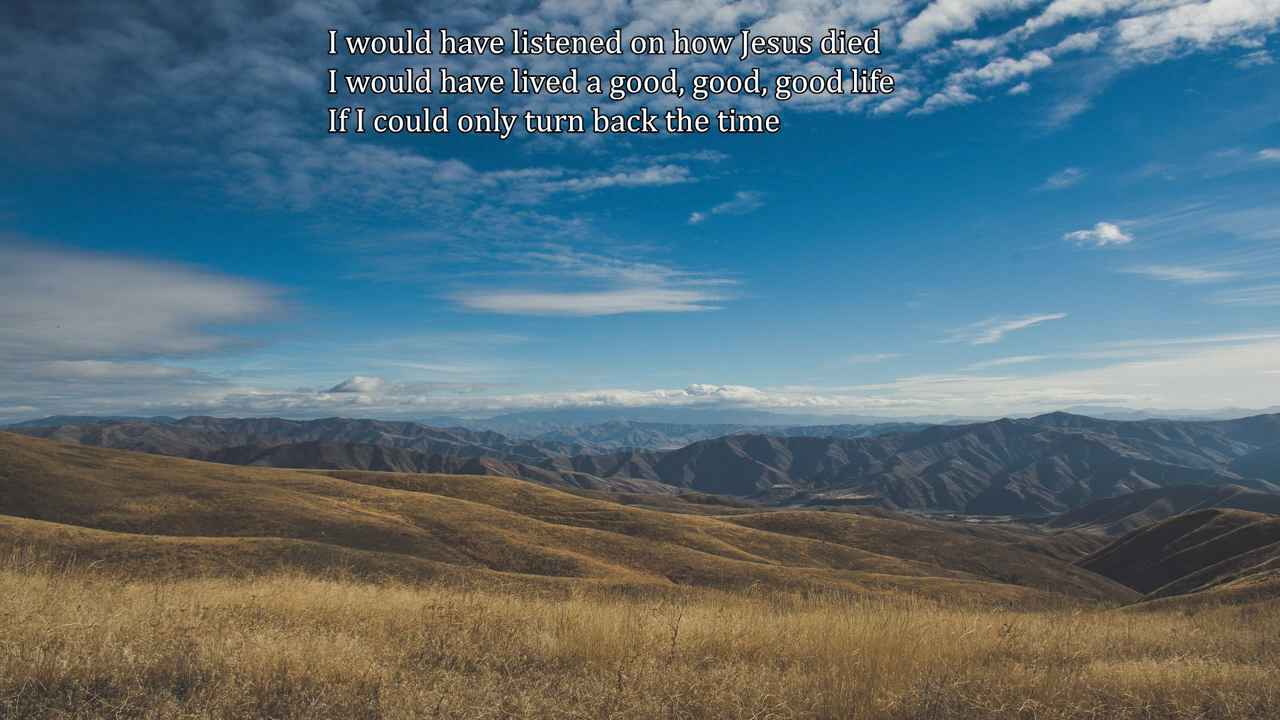 I would have listened on how Jesus died
I would have lived a good, good, good life
If I could only turn back the time